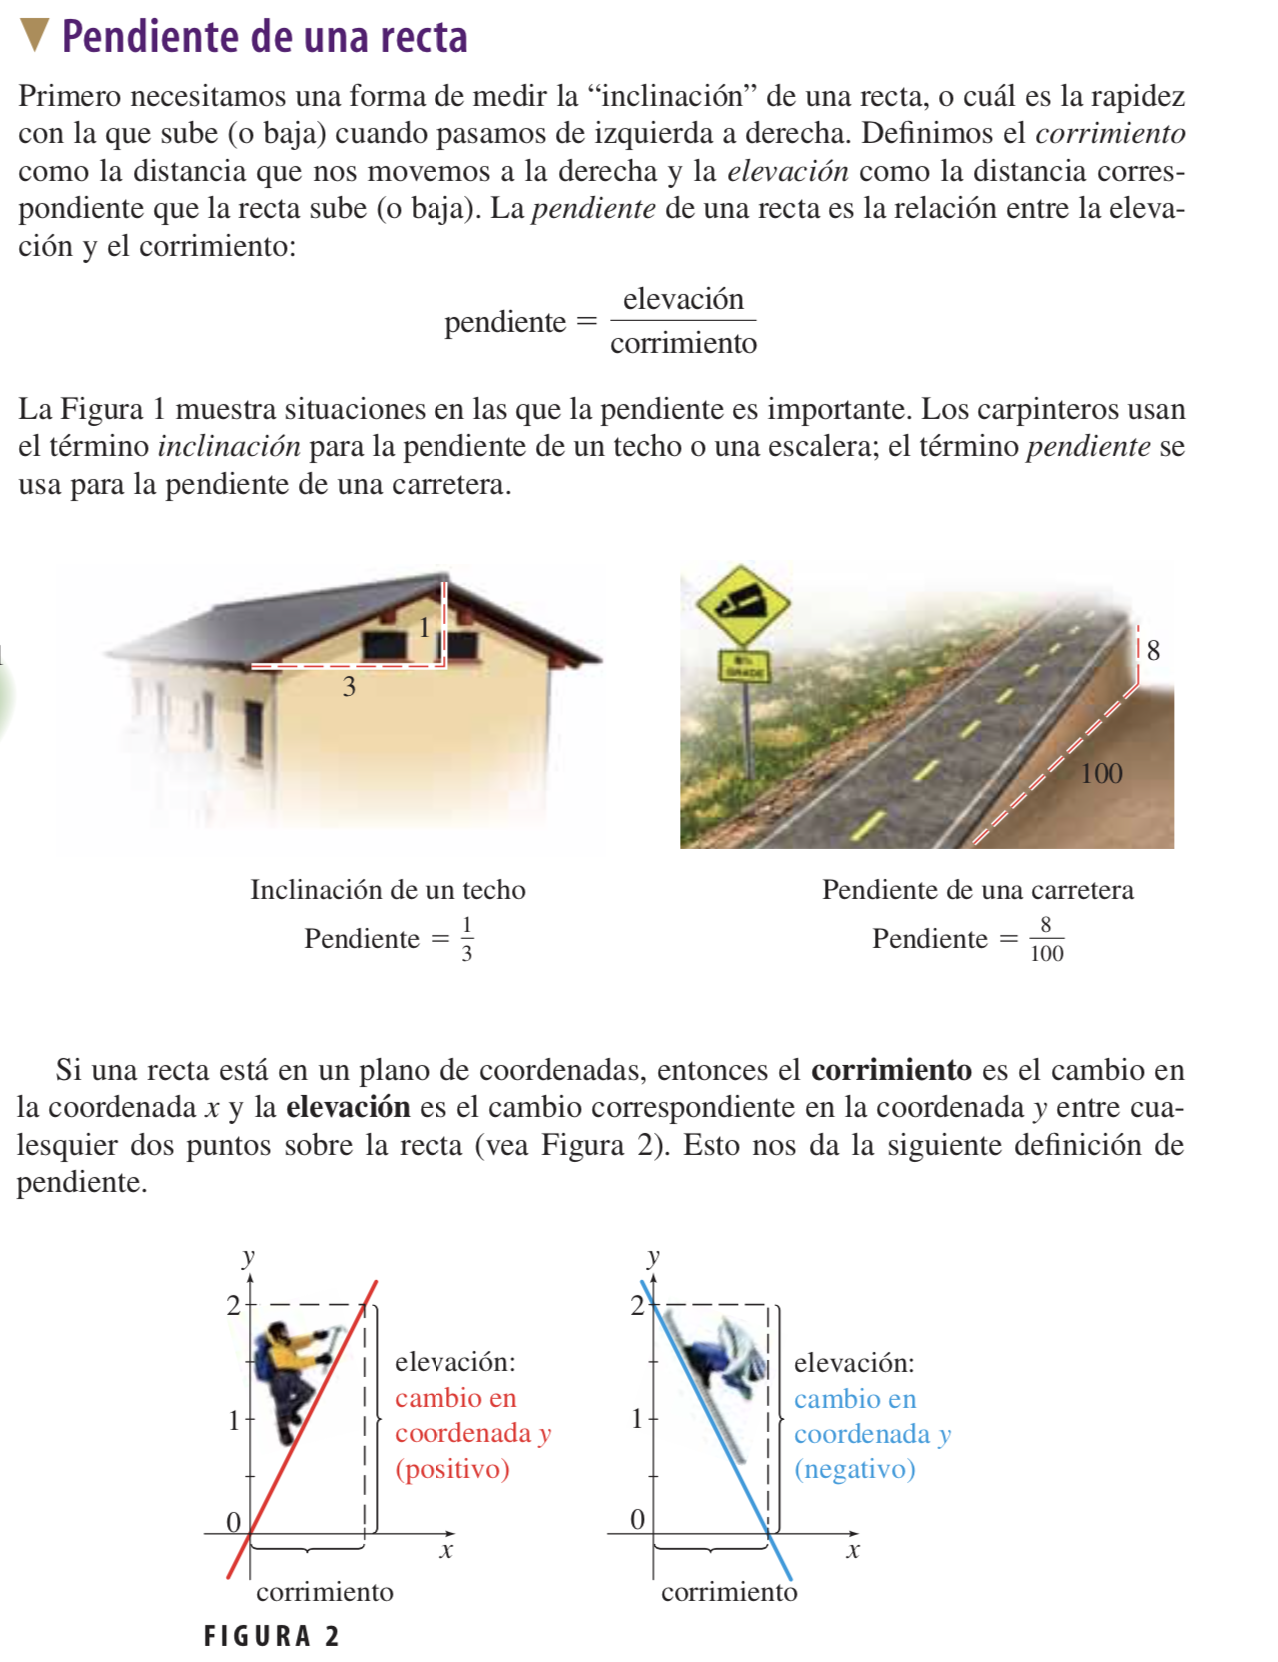 ▼ Pendiente de una recta
Primero necesitamos una forma de medir la “inclinación” de una recta, o cuál es la rapidez
con la que sube (o baja) cuando pasamos de izquierda a derecha. Definimos el corrimiento
como la distancia que nos movemos a la derecha y la elevación como la distancia corres-
pondiente que la recta sube (o baja). La pendiente de una recta es la relación entre la eleva-
ción y el corrimiento:
pendiente = elevación / corrimiento
La Figura 1 muestra situaciones en las que la pendiente es importante. Los carpinteros usan
el término inclinación para la pendiente de un techo o una escalera; el término pendiente se
usa para la pendiente de una carretera.
1
3
8% GRADE
8
100
Inclinación de un techo
Pendiente = 1/3
Pendiente de una carretera
Pendiente = 8/100
Si una recta está en un plano de coordenadas, entonces el corrimiento es el cambio en
la coordenada x y la elevación es el cambio correspondiente en la coordenada y entre cua-
lesquier dos puntos sobre la recta (vea Figura 2). Esto nos da la siguiente definición de
pendiente.
y
2
1
0
x
elevación:
cambio en
coordenada y
(positivo)
corrimiento
y
2
1
0
x
elevación:
cambio en
coordenada y
(negativo)
corrimiento
FIGURA 2